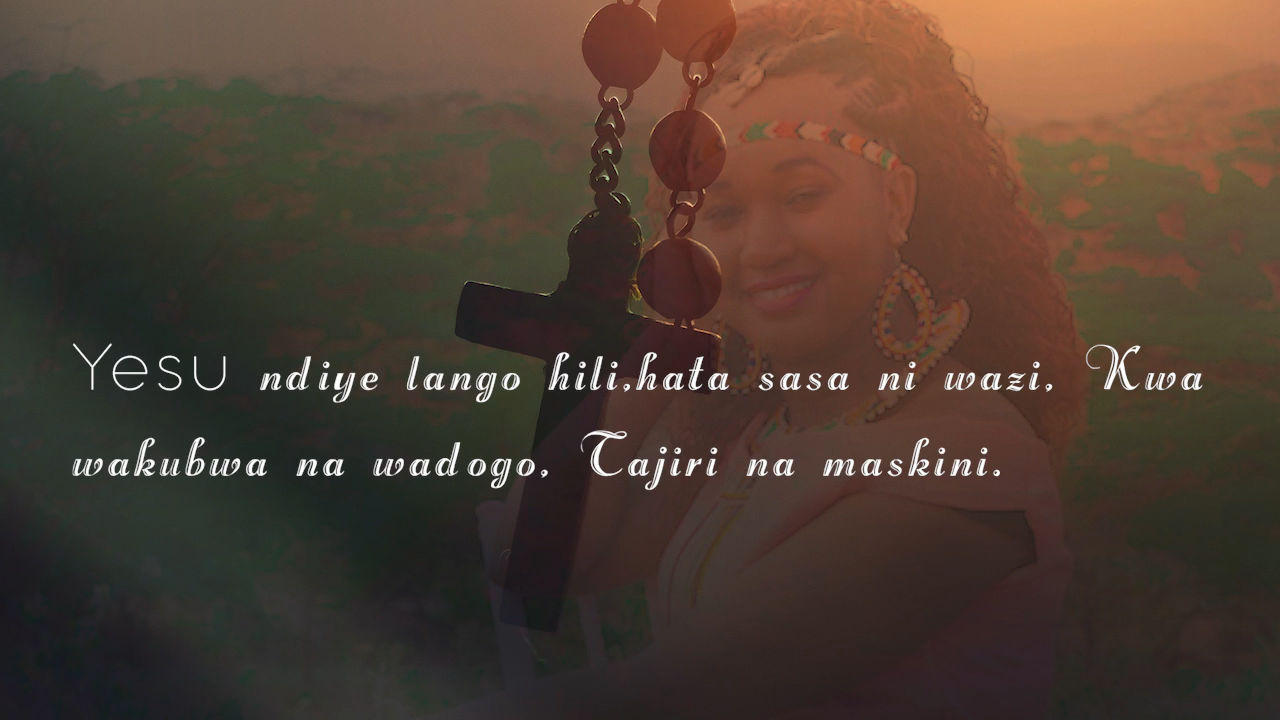 Yesu ndiye lango hili,hata sasa ni wazi, Kwa
wakubwa na wadogo, Tajiri na maskini.